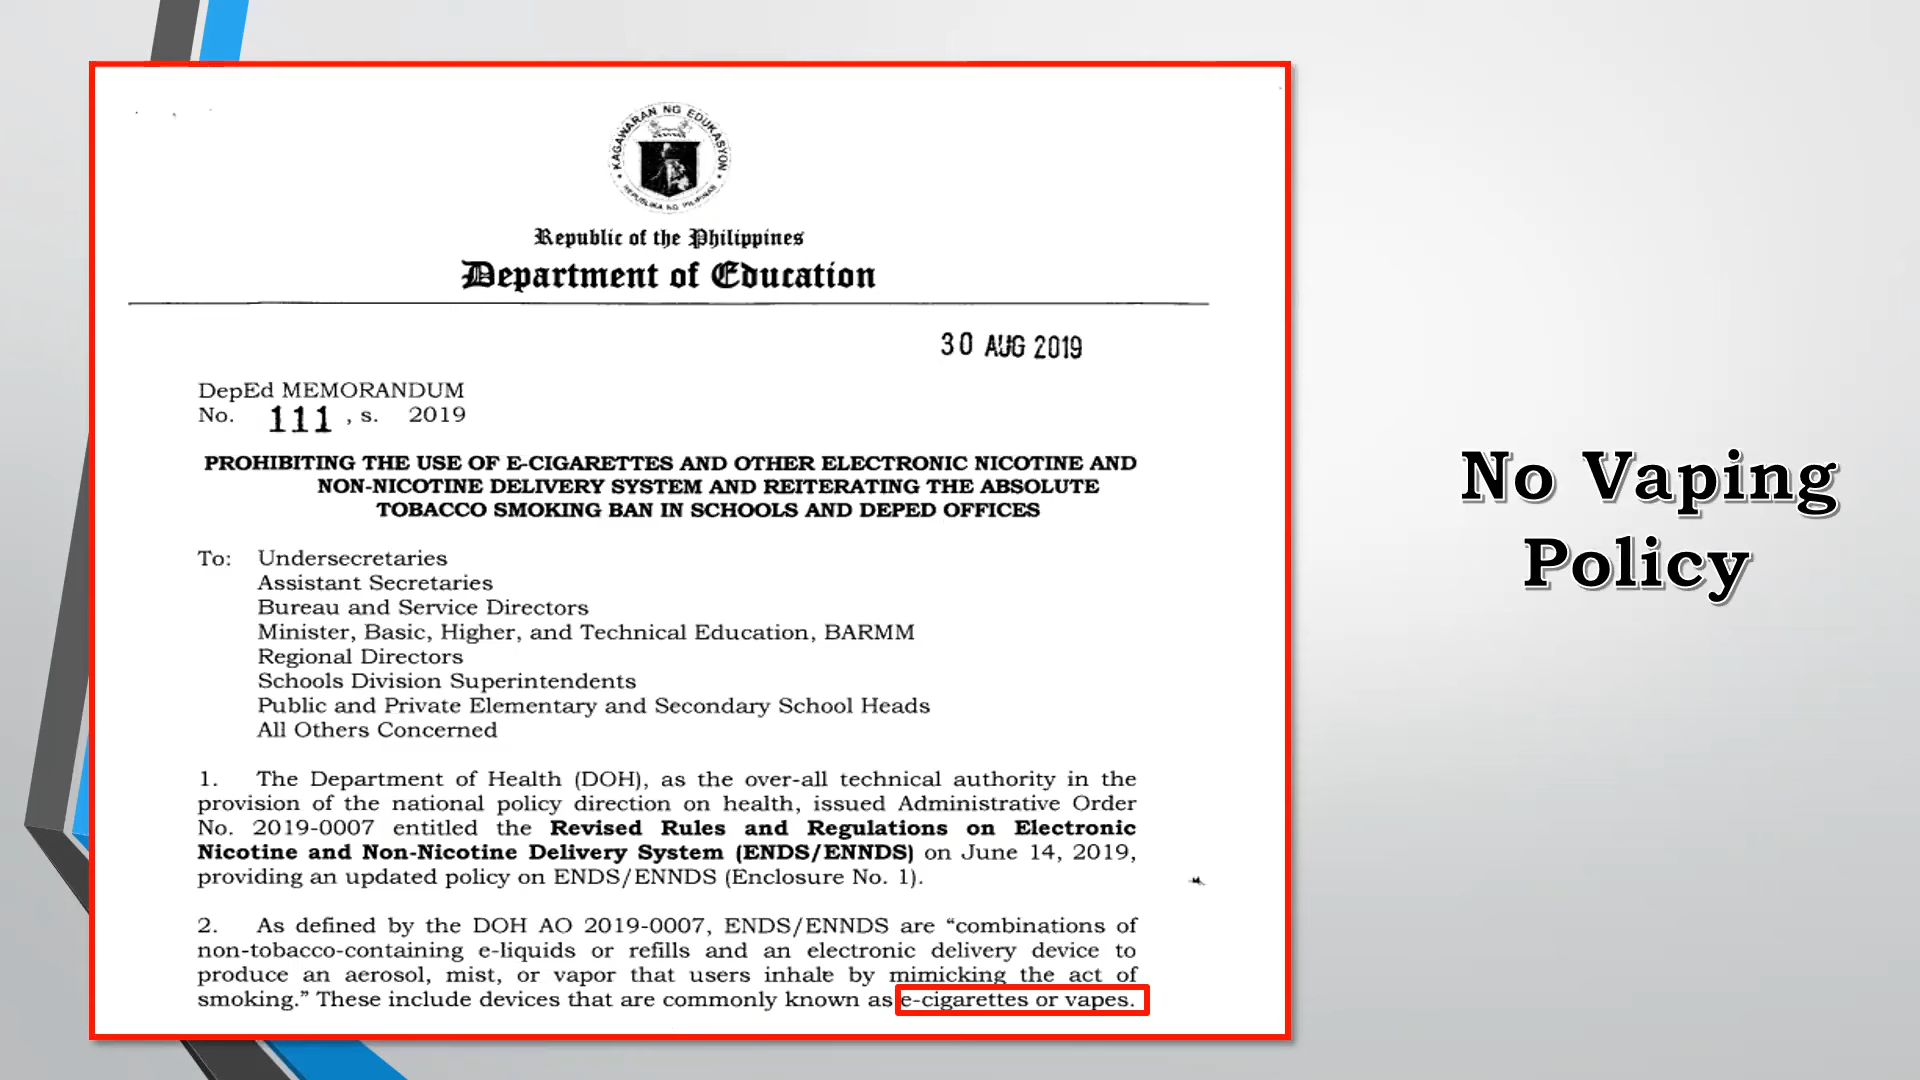 KAGAWARAN NG EDUKASYON
REPUBLIKA NG PILIPINAS
Republic of the Philippines
Department of Education
30 AUG 2019
DepEd MEMORANDUM
No. 111 , s. 2019
PROHIBITING THE USE OF E-CIGARETTES AND OTHER ELECTRONIC NICOTINE AND
NON-NICOTINE DELIVERY SYSTEM AND REITERATING THE ABSOLUTE
TOBACCO SMOKING BAN IN SCHOOLS AND DEPED OFFICES
To: Undersecretaries
Assistant Secretaries
Bureau and Service Directors
Minister, Basic, Higher, and Technical Education, BARMM
Regional Directors
Schools Division Superintendents
Public and Private Elementary and Secondary School Heads
All Others Concerned
1. The Department of Health (DOH), as the over-all technical authority in the
provision of the national policy direction on health, issued Administrative Order
No. 2019-0007 entitled the Revised Rules and Regulations on Electronic
Nicotine and Non-Nicotine Delivery System (ENDS/ENNDS) on June 14, 2019,
providing an updated policy on ENDS/ENNDS (Enclosure No. 1).
2. As defined by the DOH AO 2019-0007, ENDS/ENNDS are “combinations of
non-tobacco-containing e-liquids or refills and an electronic delivery device to
produce an aerosol, mist, or vapor that users inhale by mimicking the act of
smoking.” These include devices that are commonly known as e-cigarettes or vapes.
No Vaping
Policy